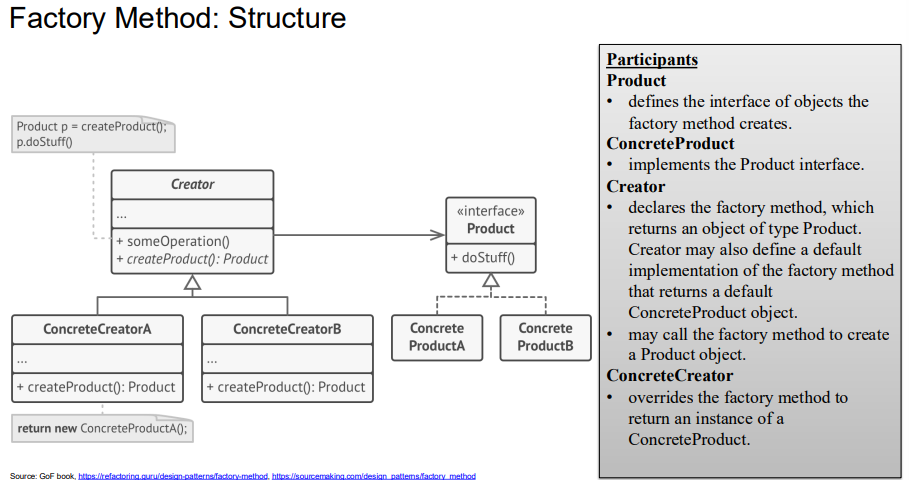 Factory Method: Structure
Product p = createProduct();
p.doStuff()
Creator
...
+ someOperation()
+ createProduct(): Product
«interface»
Product
+ doStuff()
ConcreteCreatorA
...
+ createProduct(): Product
ConcreteCreatorB
...
+ createProduct(): Product
Concrete
ProductA
Concrete
ProductB
return new ConcreteProductA();
Participants
Product
• defines the interface of objects the
factory method creates.
ConcreteProduct
• implements the Product interface.
Creator
• declares the factory method, which
returns an object of type Product.
Creator may also define a default
implementation of the factory method
that returns a default
ConcreteProduct object.
• may call the factory method to create
a Product object.
ConcreteCreator
• overrides the factory method to
return an instance of a
ConcreteProduct.
Source: GoF book, https://refactoring.guru/design-patterns/factory-method, https://sourcemaking.com/design_patterns/factory_method